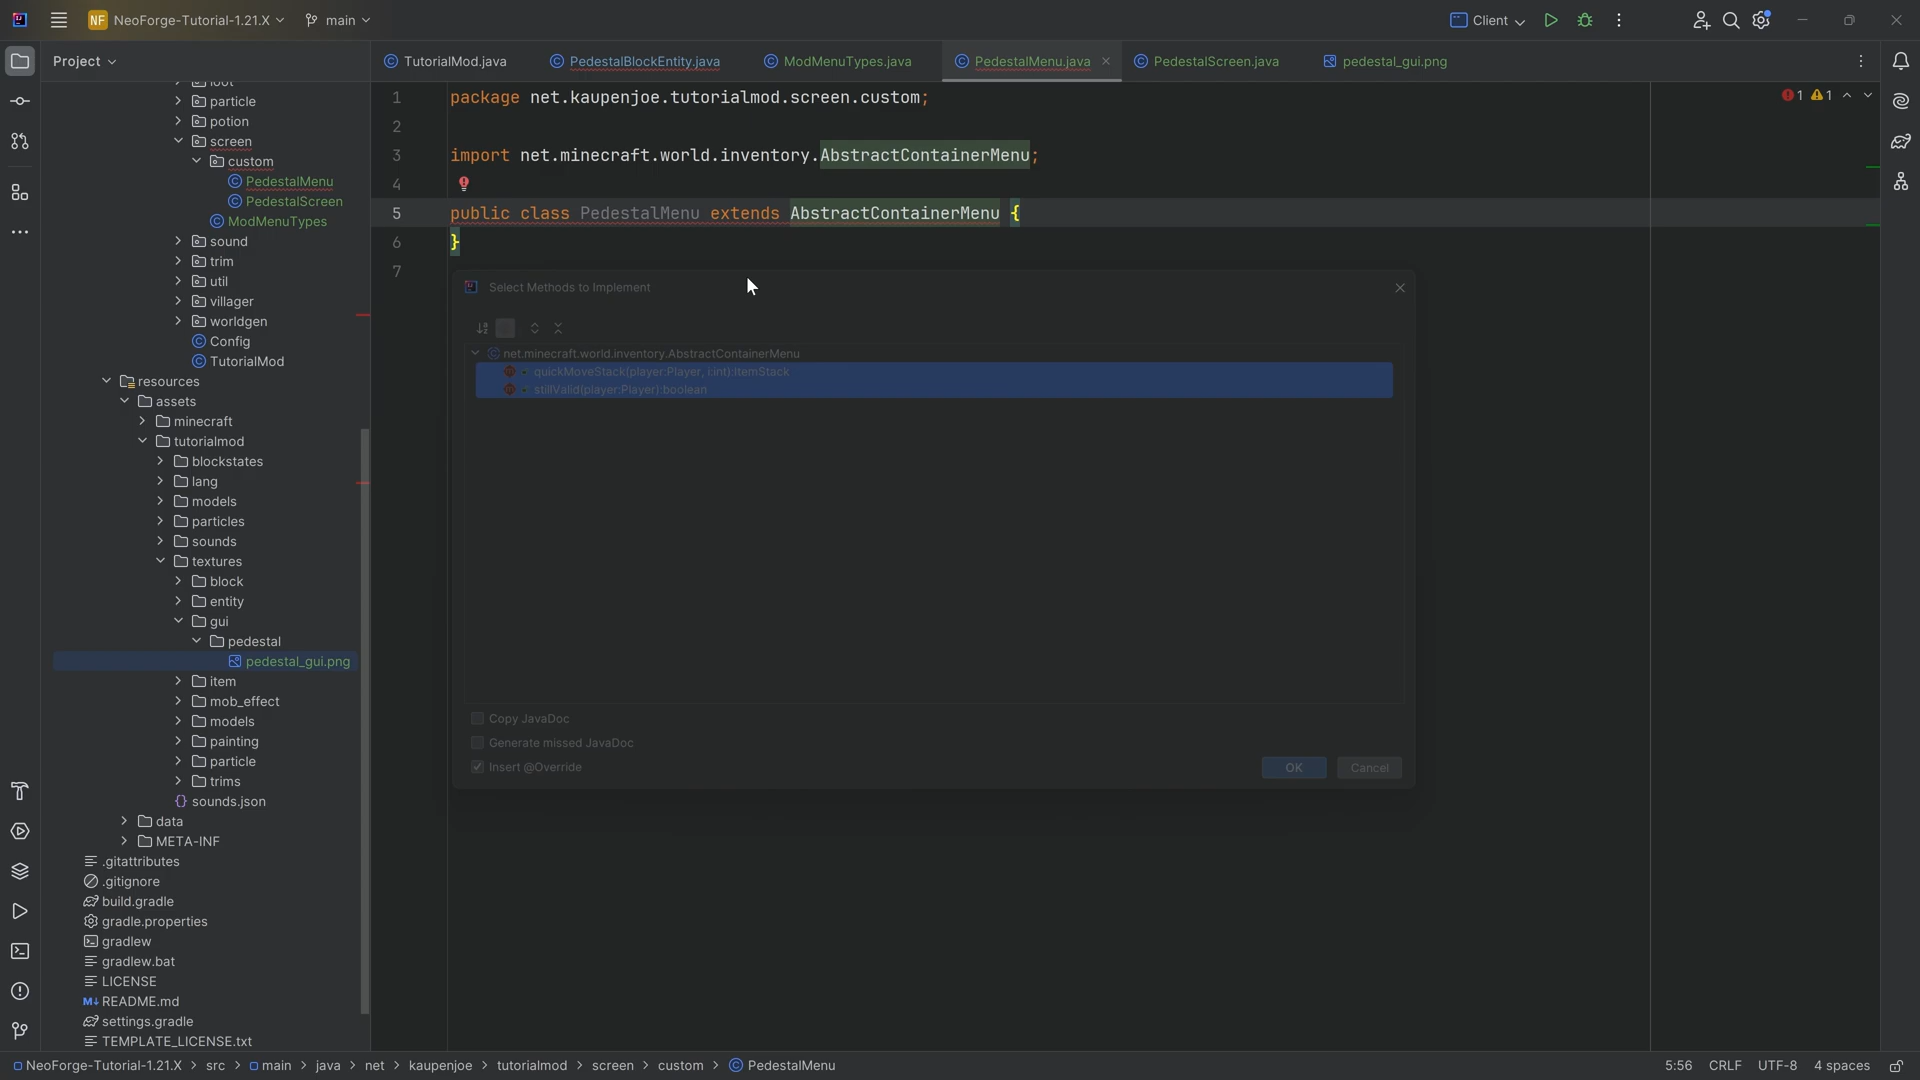 NF NeoForge-Tutorial-1.21.X main Client
Project
TutorialMod.java PedestalBlockEntity.java ModMenuTypes.java PedestalMenu.java PedestalScreen.java pedestal_gui.png
loot
particle
potion
screen
custom
PedestalMenu
PedestalScreen
ModMenuTypes
sound
trim
util
villager
worldgen
Config
TutorialMod
resources
assets
minecraft
tutorialmod
blockstates
lang
models
particles
sounds
textures
block
entity
gui
pedestal
pedestal_gui.png
item
mob_effect
models
painting
particle
trims
sounds.json
data
META-INF
.gitattributes
.gitignore
build.gradle
gradle.properties
gradlew
gradlew.bat
LICENSE
README.md
settings.gradle
TEMPLATE_LICENSE.txt
1 package net.kaupenjoe.tutorialmod.screen.custom;
2
3 import net.minecraft.world.inventory.AbstractContainerMenu;
4
5 public class PedestalMenu extends AbstractContainerMenu {
6 }
7
1 1
Select Methods to Implement
net.minecraft.world.inventory.AbstractContainerMenu
quickMoveStack(player:Player, i:int):ItemStack
stillValid(player:Player):boolean
Copy JavaDoc
Generate missed JavaDoc
Insert @Override
OK Cancel
NeoForge-Tutorial-1.21.X > src > main > java > net > kaupenjoe > tutorialmod > screen > custom > PedestalMenu
5:56 CRLF UTF-8 4 spaces